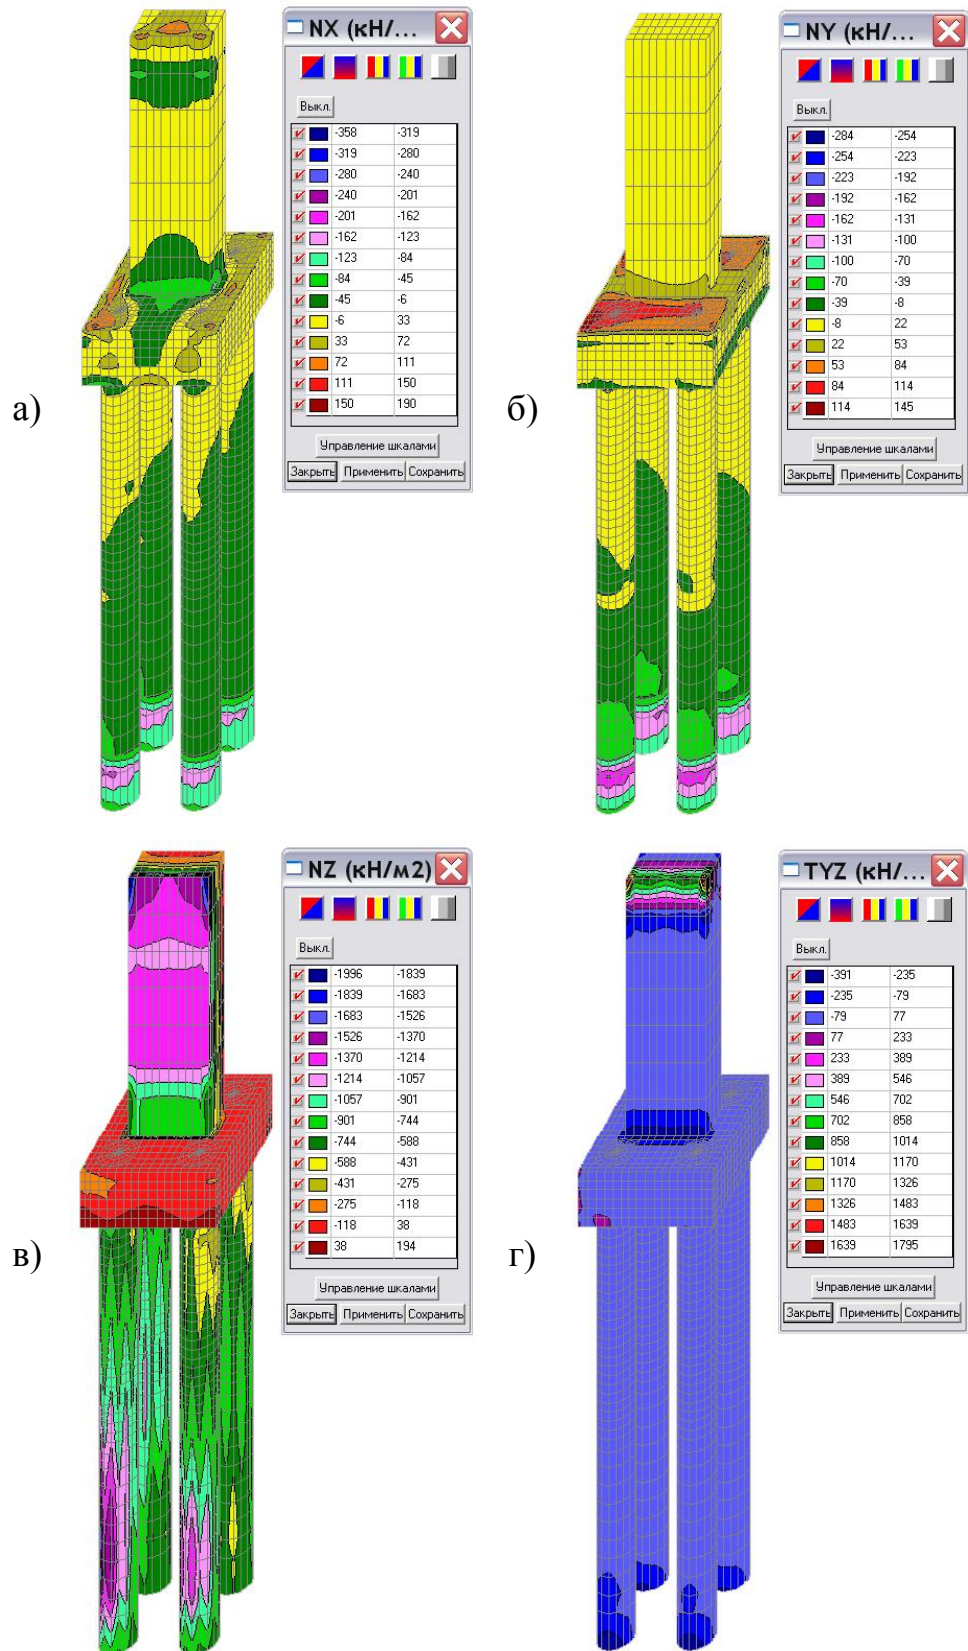 NX (кН/...
Выкл.
-358 -319
-319 -280
-280 -240
-240 -201
-201 -162
-162 -123
-123 -84
-84 -45
-45 -6
-6 33
33 72
72 111
111 150
150 190
Управление шкалами
Закрыть Применить Сохранить
а)
NY (кН/...
Выкл.
-284 -254
-254 -223
-223 -192
-192 -162
-162 -131
-131 -100
-100 -70
-70 -39
-39 -8
-8 22
22 53
53 84
84 114
114 145
Управление шкалами
Закрыть Применить Сохранить
б)
NZ (кН/м2)
Выкл.
-1996 -1839
-1839 -1683
-1683 -1526
-1526 -1370
-1370 -1214
-1214 -1057
-1057 -901
-901 -744
-744 -588
-588 -431
-431 -275
-275 -118
-118 38
38 194
Управление шкалами
Закрыть Применить Сохранить
в)
TYZ (кН/...
Выкл.
-391 -235
-235 -79
-79 77
77 233
233 389
389 546
546 702
702 858
858 1014
1014 1170
1170 1326
1326 1483
1483 1639
1639 1795
Управление шкалами
Закрыть Применить Сохранить
г)